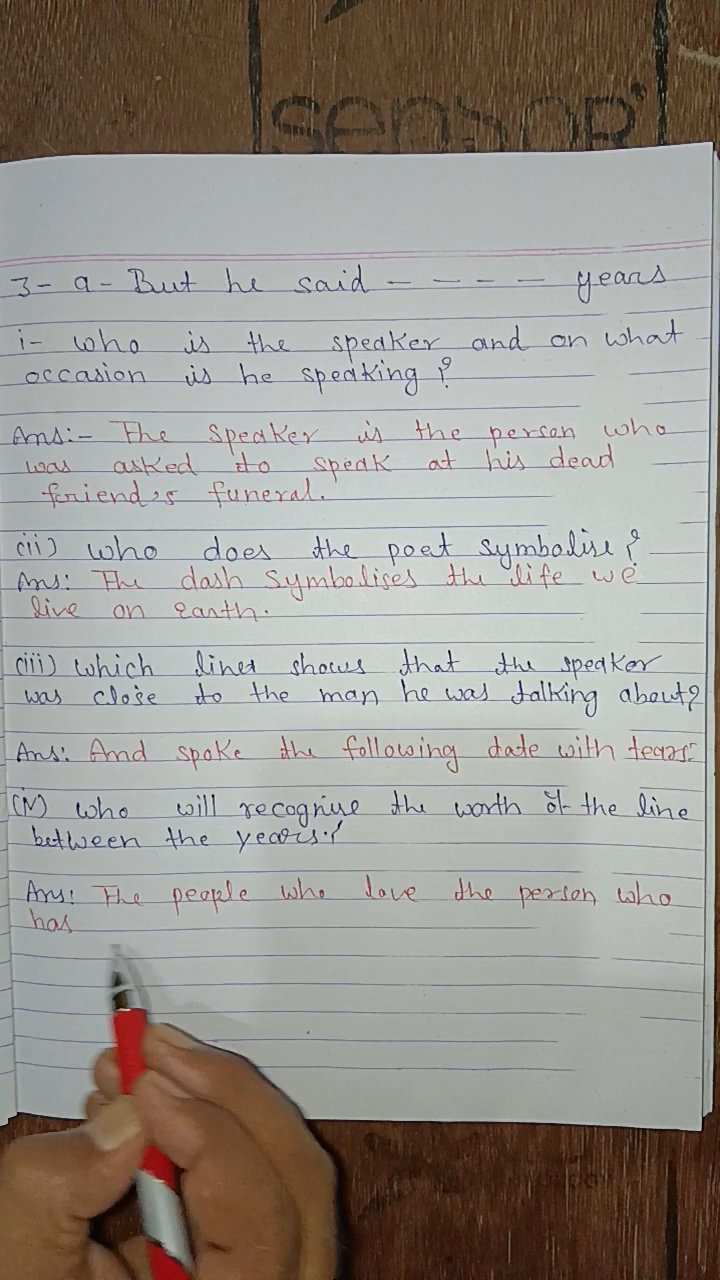 sensor
3- a- But he said - - - - years
i- who is the speaker and on what
occasion is he speaking ?
Ans:- The speaker is the person who
was asked to speak at his dead
friend's funeral.
(ii) who does the poet symbolise ?
Ans: The dash symbolises the life we
live on earth.
(iii) which lines shows that the speaker
was close to the man he was talking about?
Ans: And spoke the following date with tears.
(iv) who will recognise the worth of the line
between the years.?
Ans: The people who love the person who
has